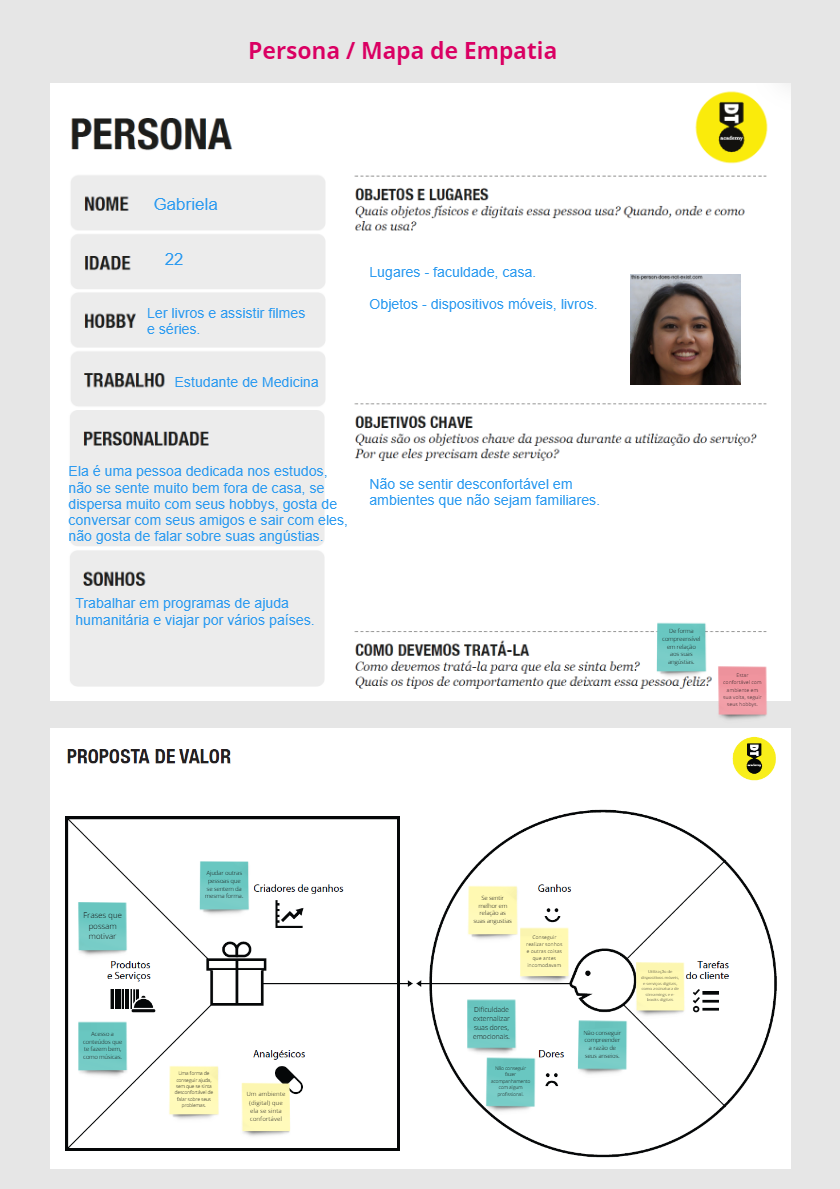 Persona / Mapa de Empatia
PERSONA
DT
academy
NOME Gabriela
IDADE 22
HOBBY Ler livros e assistir filmes
e séries.
TRABALHO Estudante de Medicina
PERSONALIDADE
Ela é uma pessoa dedicada nos estudos,
não se sente muito bem fora de casa, se
dispersa muito com seus hobbys, gosta de
conversar com seus amigos e sair com eles,
não gosta de falar sobre suas angústias.
SONHOS
Trabalhar em programas de ajuda
humanitária e viajar por vários países.
OBJETOS E LUGARES
Quais objetos físicos e digitais essa pessoa usa? Quando, onde e como
ela os usa?
Lugares - faculdade, casa.
Objetos - dispositivos móveis, livros.
this-person-does-not-exist.com
OBJETIVOS CHAVE
Quais são os objetivos chave da pessoa durante a utilização do serviço?
Por que eles precisam deste serviço?
Não se sentir desconfortável em
ambientes que não sejam familiares.
COMO DEVEMOS TRATÁ-LA
Como devemos tratá-la para que ela se sinta bem?
Quais os tipos de comportamento que deixam essa pessoa feliz?
De forma
compreensível
em relação
aos suas
angústias.
Estar
confortável com
ambiente em
sua volta, seguir
seus hobbys.
PROPOSTA DE VALOR
DT
academy
Ajudar outras
pessoas que
se sentem da
mesma forma.
Criadores de ganhos
Frases que
possam
motivar
Produtos
e Serviços
Acesso a
conteúdos que
te fazem bem,
como músicas.
Analgésicos
Uma forma de
conseguir ajuda,
sem que se sinta
desconfortável de
falar sobre seus
problemas.
Um ambiente
(digital) que
ela se sinta
confortável
Ganhos
Se sentir
melhor em
relação as
suas angustias
Conseguir
realizar sonhos
e outras coisas
que antes
incomodavam
Tarefas
do cliente
Utilização de
dispositivos móveis,
e serviços digitais,
Dificuldade
externalizar
suas dores,
emocionais.
Dores
Não conseguir
fazer
acompanhamento
com algum
profissional.
Não conseguir
compreender
a razão de
seus anseios.